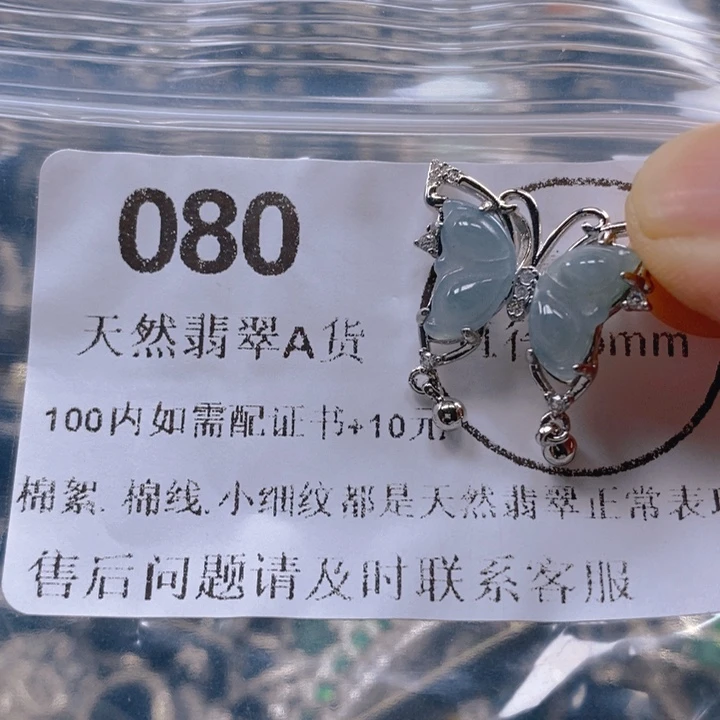 080
天然翡翠A货
mm
100内如需配证书+10元
棉絮.棉线.小细纹都是天然翡翠正常表现
售后问题请及时联系客服